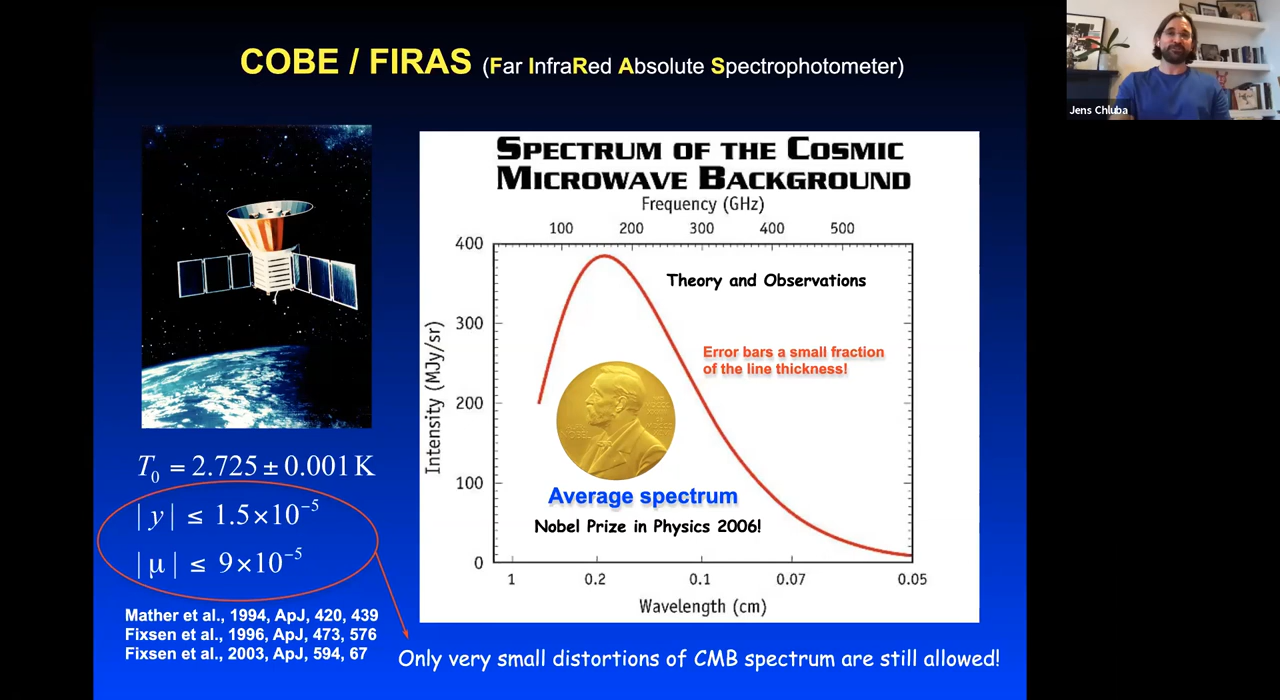 COBE / FIRAS (Far InfraRed Absolute Spectrophotometer)
Jens Chluba
SPECTRUM OF THE COSMIC
MICROWAVE BACKGROUND
Frequency (GHz)
100 200 300 400 500
400
300
200
100
0
Intensity (MJy/sr)
Theory and Observations
Error bars a small fraction
of the line thickness!
Average spectrum
Nobel Prize in Physics 2006!
1 0.2 0.1 0.07 0.05
Wavelength (cm)
T₀ = 2.725 ± 0.001 K
| y | ≤ 1.5×10⁻⁵
| μ | ≤ 9×10⁻⁵
Mather et al., 1994, ApJ, 420, 439
Fixsen et al., 1996, ApJ, 473, 576
Fixsen et al., 2003, ApJ, 594, 67
Only very small distortions of CMB spectrum are still allowed!